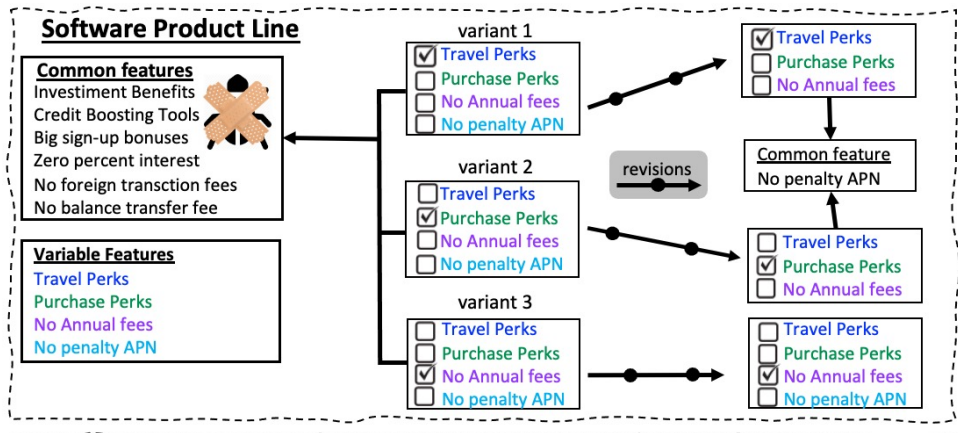 Software Product Line
Common features
Investiment Benefits
Credit Boosting Tools
Big sign-up bonuses
Zero percent interest
No foreign transction fees
No balance transfer fee
Variable Features
Travel Perks
Purchase Perks
No Annual fees
No penalty APN
variant 1
Travel Perks
Purchase Perks
No Annual fees
No penalty APN
variant 2
Travel Perks
Purchase Perks
No Annual fees
No penalty APN
variant 3
Travel Perks
Purchase Perks
No Annual fees
No penalty APN
revisions
Travel Perks
Purchase Perks
No Annual fees
Common feature
No penalty APN
Travel Perks
Purchase Perks
No Annual fees
Travel Perks
Purchase Perks
No Annual fees
No penalty APN